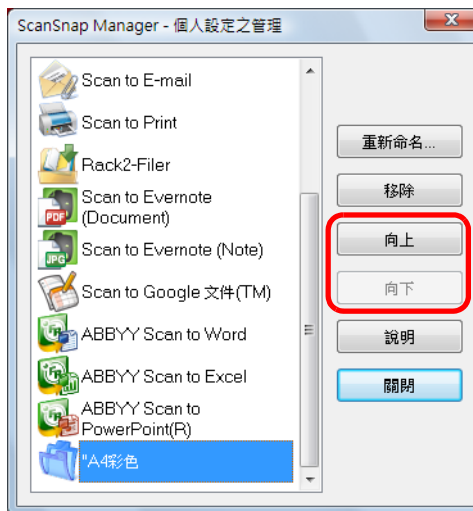 ScanSnap Manager - 個人設定之管理
Scan to E-mail
Scan to Print
Rack2-Filer
Scan to Evernote
(Document)
Scan to Evernote (Note)
Scan to Google 文件(TM)
ABBYY Scan to Word
ABBYY Scan to Excel
ABBYY Scan to
PowerPoint(R)
"A4彩色
重新命名...
移除
向上
向下
說明
關閉
PDF
JPG